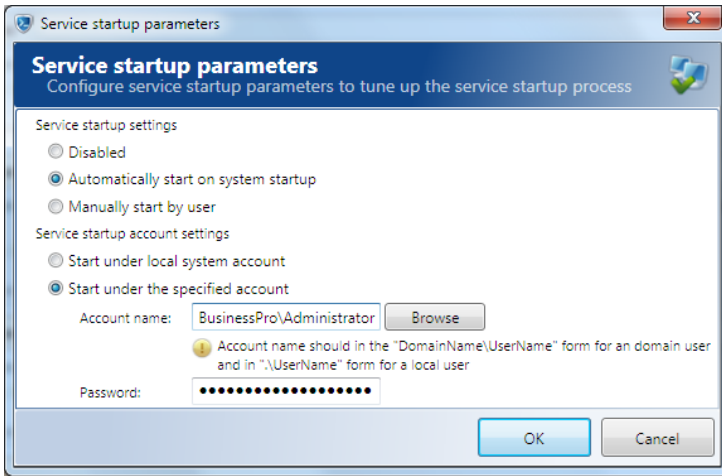 Service startup parameters
Service startup parameters
Configure service startup parameters to tune up the service startup process
Service startup settings
Disabled
Automatically start on system startup
Manually start by user
Service startup account settings
Start under local system account
Start under the specified account
Account name: BusinessPro\Administrator Browse
Account name should in the "DomainName\UserName" form for an domain user
and in ".\UserName" form for a local user
Password: •••••••••••••••••••
OK Cancel